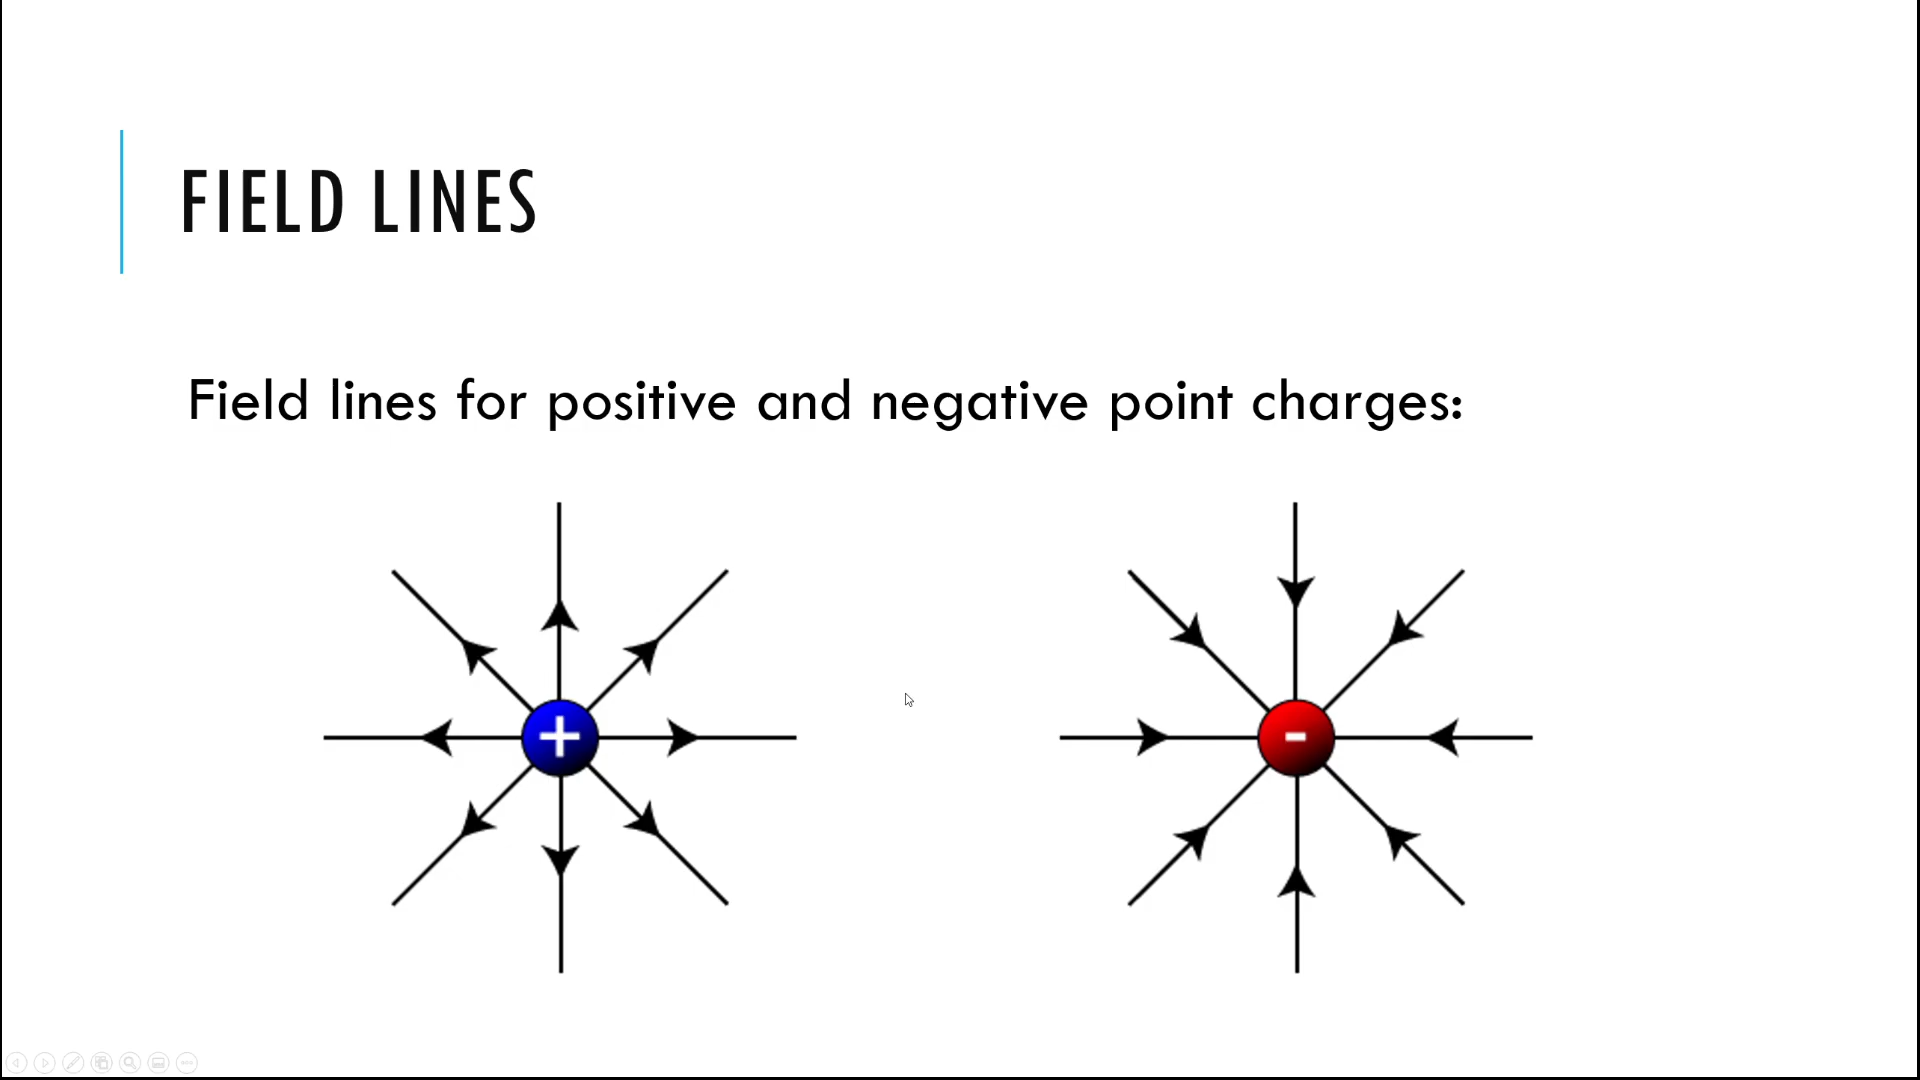 FIELD LINES
Field lines for positive and negative point charges:
+ -